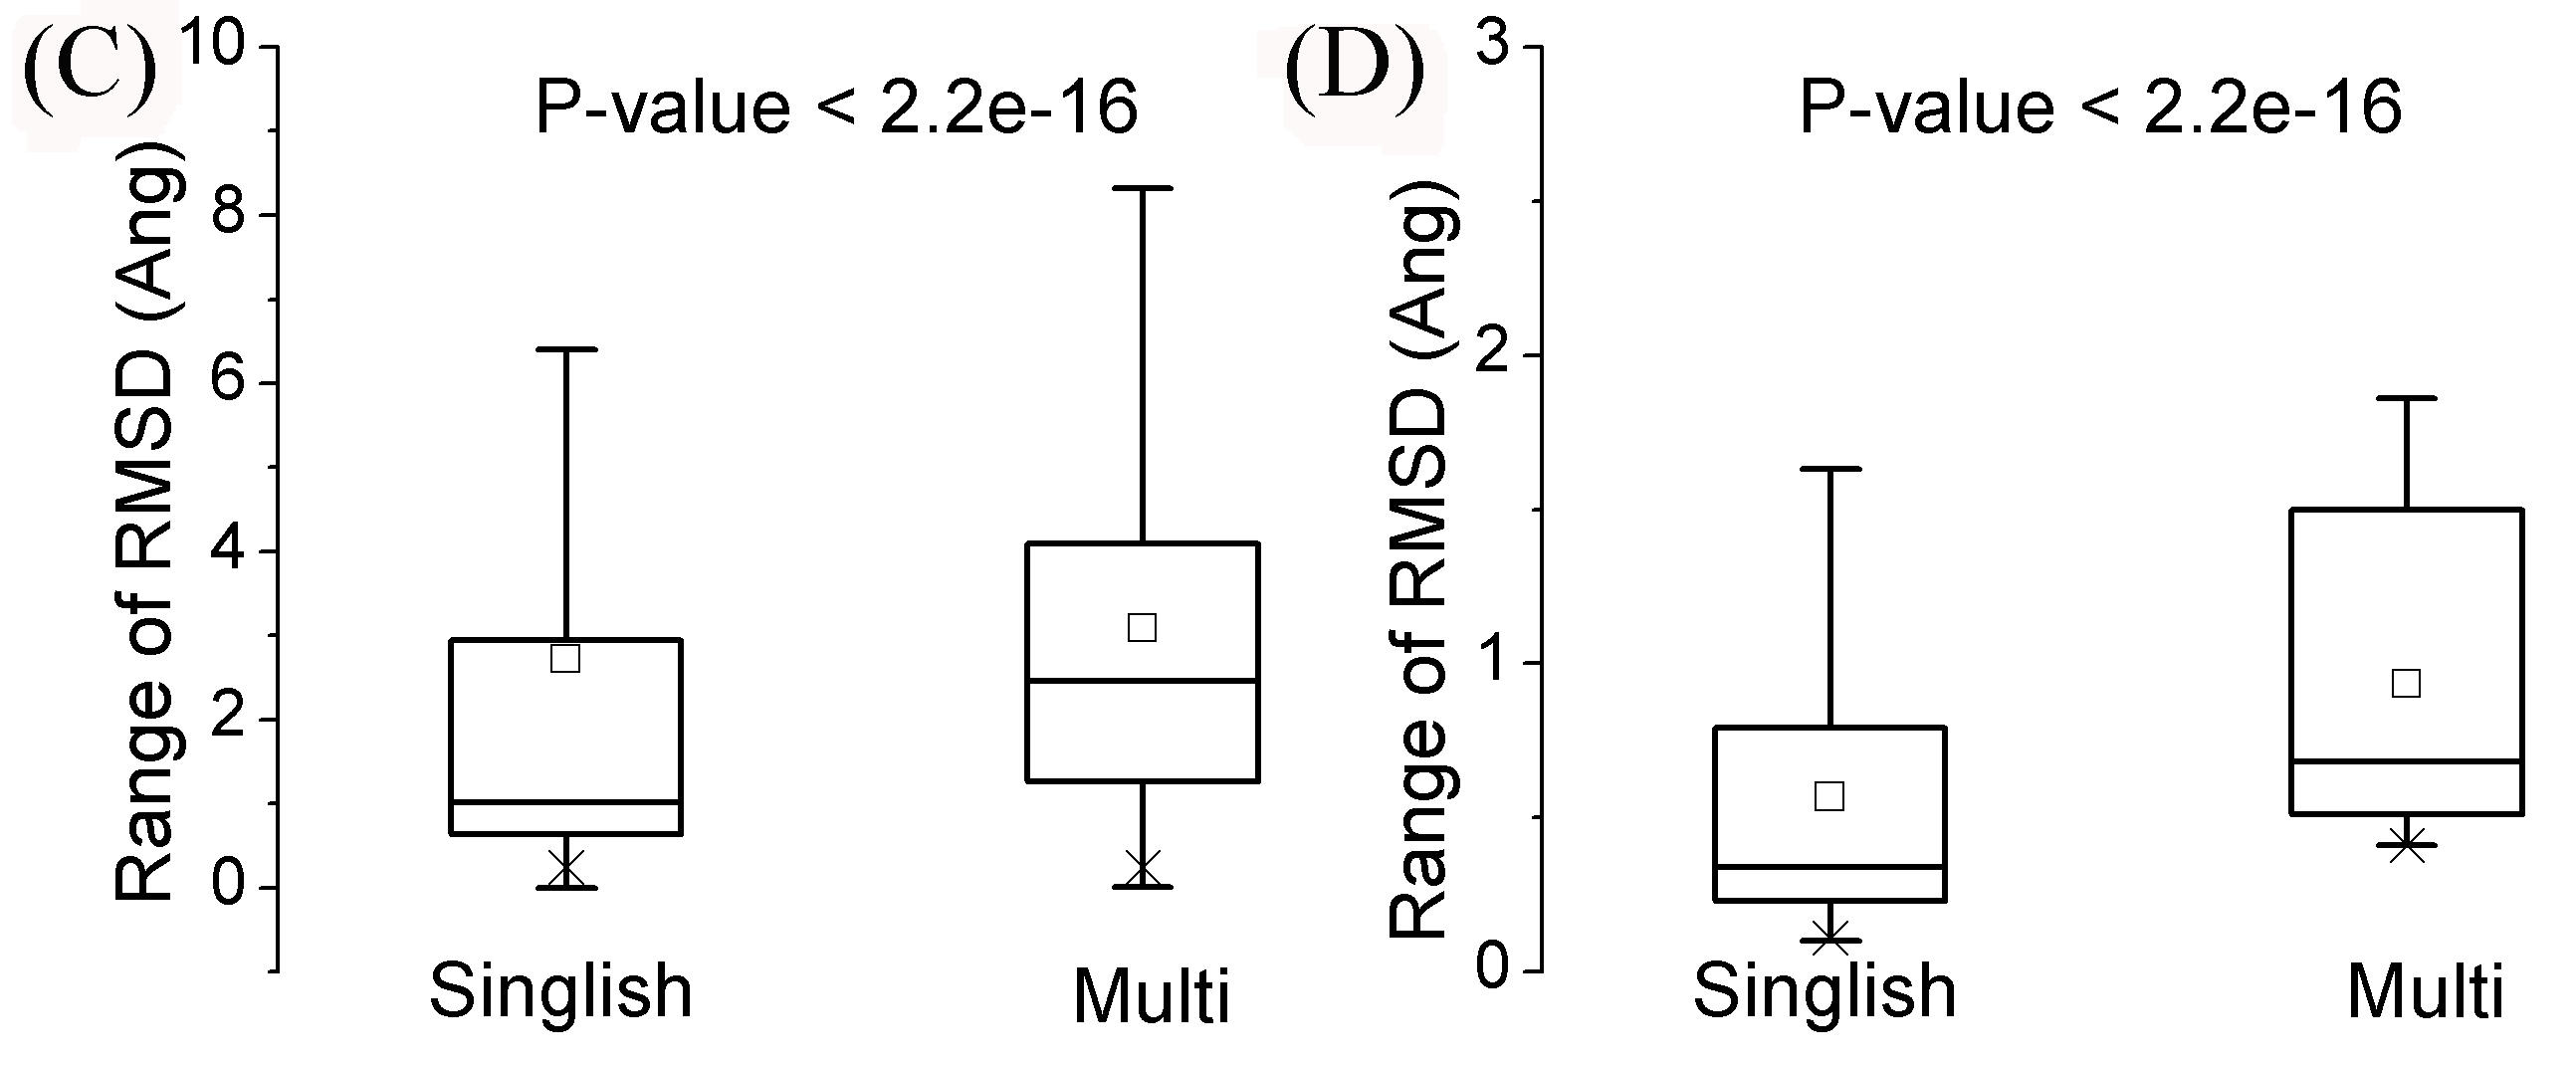 (C)
P-value < 2.2e-16
Range of RMSD (Ang)
10
8
6
4
2
0
Singlish
Multi
(D)
P-value < 2.2e-16
Range of RMSD (Ang)
3
2
1
0
Singlish
Multi